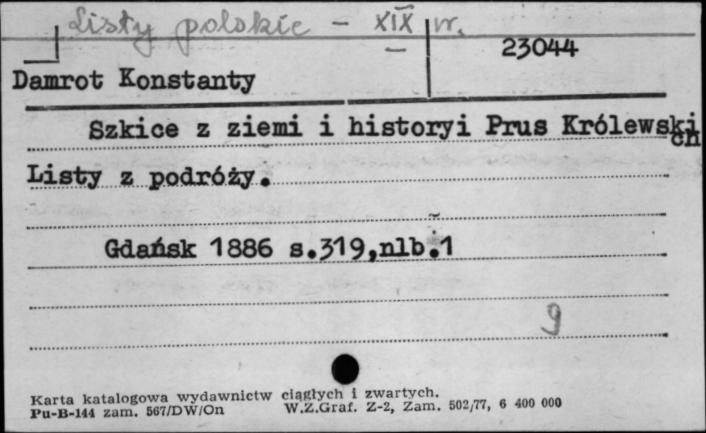 Listy polskie - XIX w.
23044
Damrot Konstanty
Szkice z ziemi i historyi Prus Królewskich
Listy z podróży.
Gdańsk 1886 s.319,nlb.1
9
Karta katalogowa wydawnictw ciągłych i zwartych.
Pu-B-144 zam. 567/DW/On W.Z.Graf. Z-2, Zam. 502/77, 6 400 000